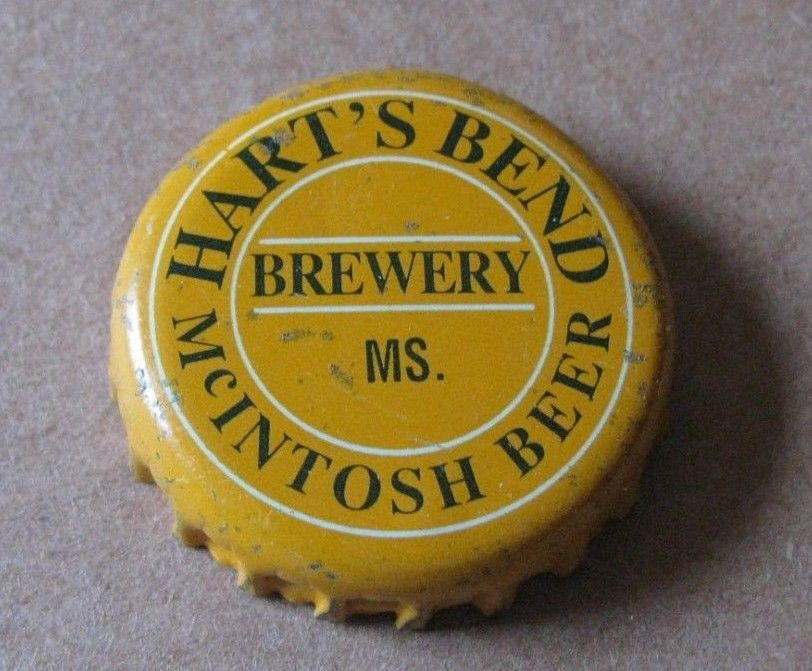 HART'S BEND
BREWERY
MS.
McINTOSH BEER